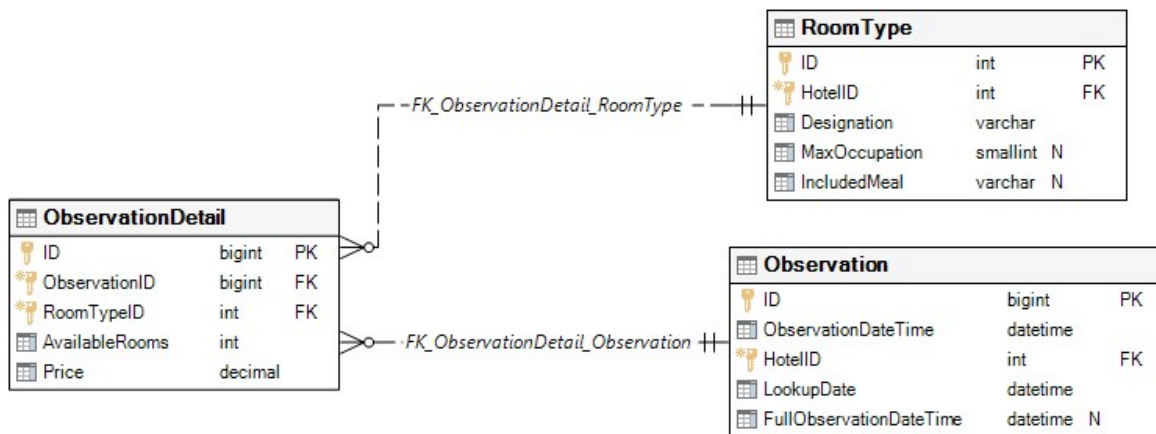 RoomType
ID int PK
HotelID int FK
Designation varchar
MaxOccupation smallint N
IncludedMeal varchar N
FK_ObservationDetail_RoomType
ObservationDetail
ID bigint PK
ObservationID bigint FK
RoomTypeID int FK
AvailableRooms int
Price decimal
FK_ObservationDetail_Observation
Observation
ID bigint PK
ObservationDateTime datetime
HotelID int FK
LookupDate datetime
FullObservationDateTime datetime N